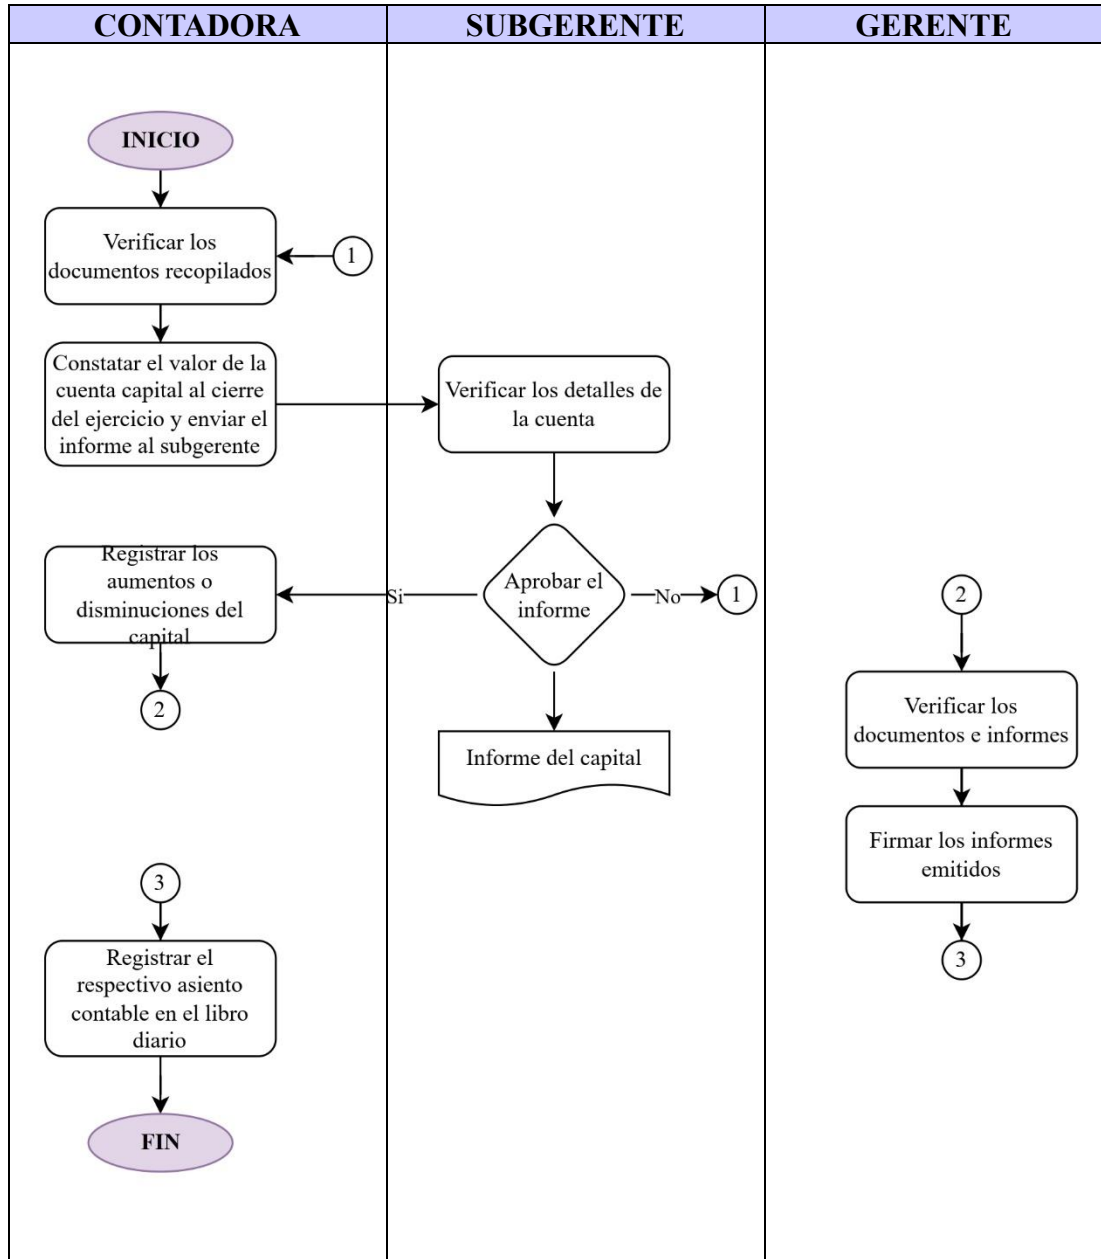 CONTADORA
SUBGERENTE
GERENTE
INICIO
Verificar los
documentos recopilados
1
Constatar el valor de la
cuenta capital al cierre
del ejercicio y enviar el
informe al subgerente
Verificar los detalles de
la cuenta
Registrar los
aumentos o
disminuciones del
capital
Si
Aprobar el
informe
No
1
2
2
Informe del capital
Verificar los
documentos e informes
Firmar los informes
emitidos
3
3
Registrar el
respectivo asiento
contable en el libro
diario
FIN